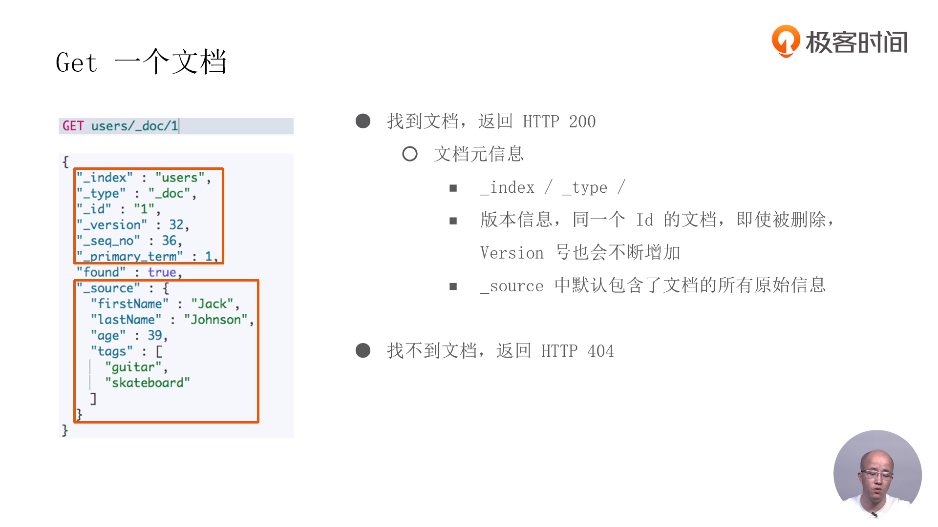 极客时间
Get 一个文档
GET users/_doc/1
{
"_index" : "users",
"_type" : "_doc",
"_id" : "1",
"_version" : 32,
"_seq_no" : 36,
"_primary_term" : 1,
"found" : true,
"_source" : {
"firstName" : "Jack",
"lastName" : "Johnson",
"age" : 39,
"tags" : [
"guitar",
"skateboard"
]
}
}
● 找到文档，返回 HTTP 200
○ 文档元信息
■ _index / _type /
■ 版本信息，同一个 Id 的文档，即使被删除，
Version 号也会不断增加
■ _source 中默认包含了文档的所有原始信息
● 找不到文档，返回 HTTP 404